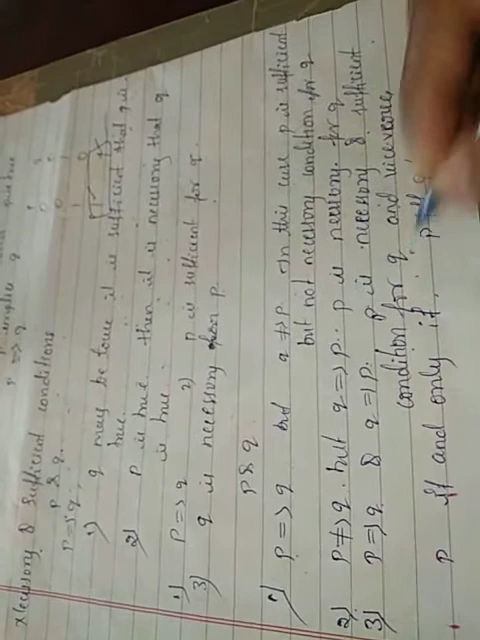 p => q
Necessary & sufficient conditions
p & q.
p => q,
1) q may be true it is sufficient that q is
true.
2) p is true then it is necessary that q
is true.
1) p => q 2) p is sufficient for q.
3) q is necessary for p.
p & q
1) p => q but q ≠> p. In this case p is sufficient
but not necessary condition for q
2) p ≠> q. but q => p. p is necessary for q
3) p => q & q => p. p is necessary & sufficient
condition for q and viceversa
p iff and only if